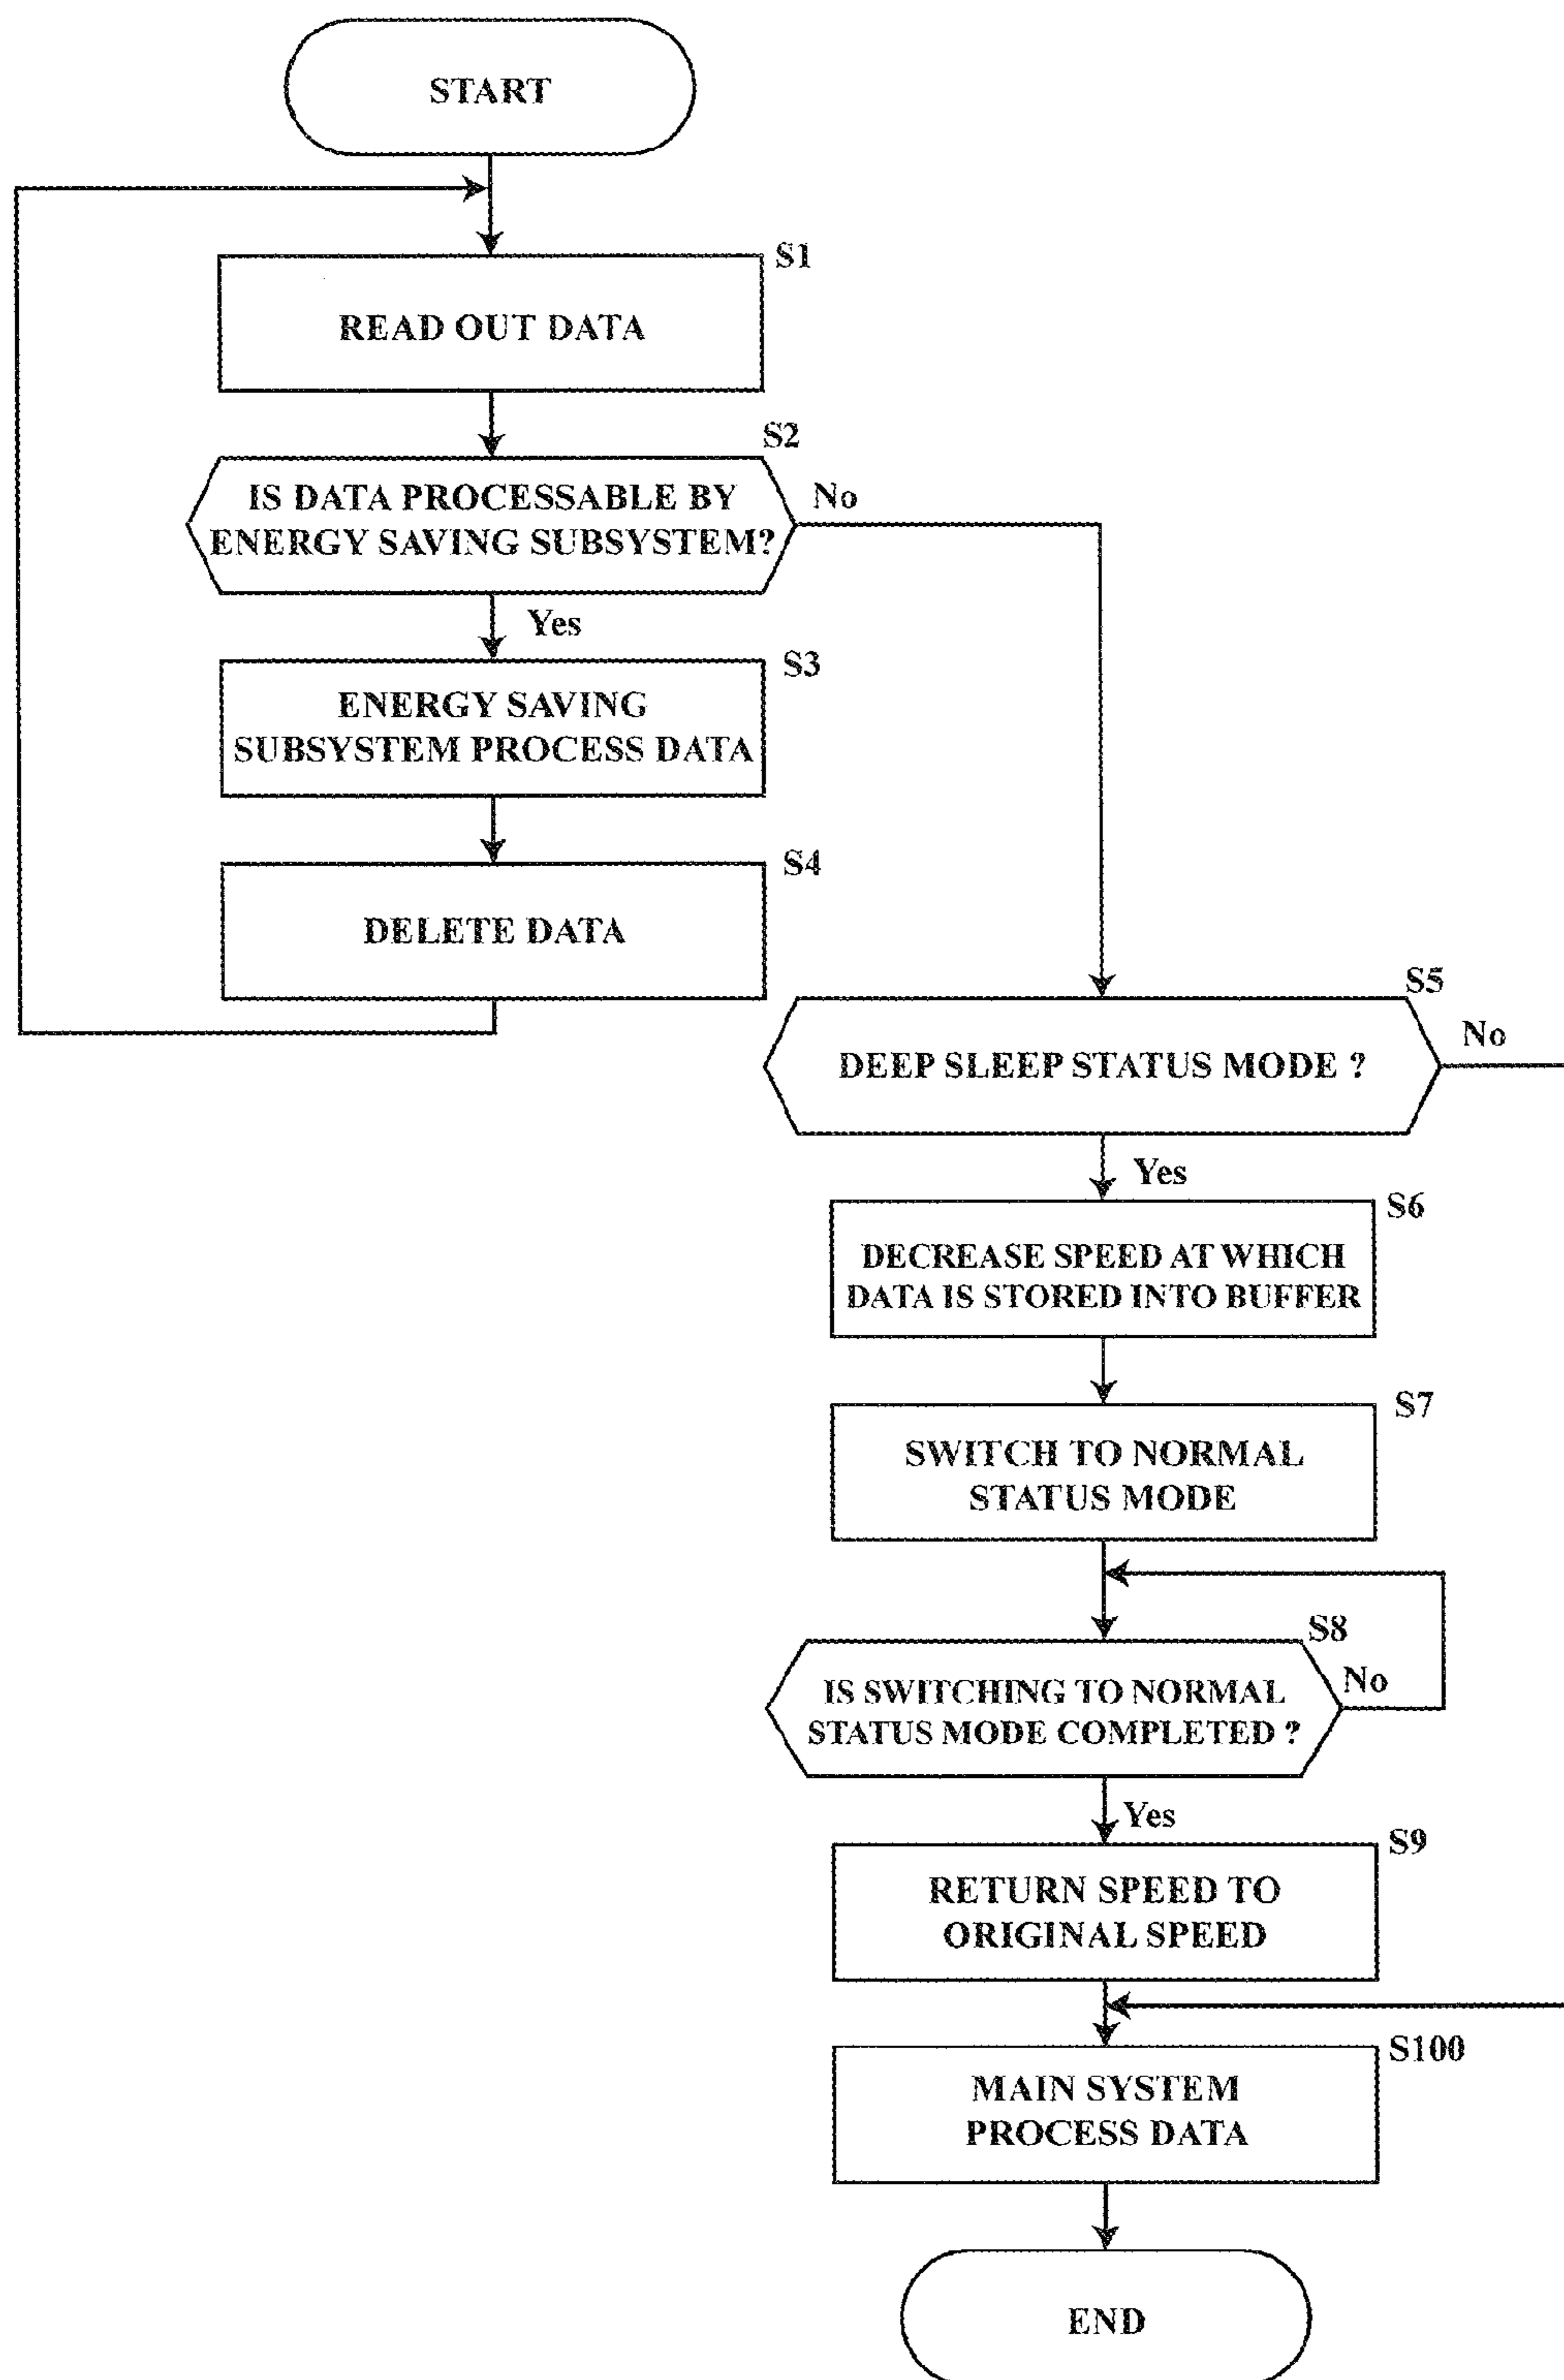 START
S1
READ OUT DATA
S2
IS DATA PROCESSABLE BY
ENERGY SAVING SUBSYSTEM?
No
Yes
S3
ENERGY SAVING
SUBSYSTEM PROCESS DATA
S4
DELETE DATA
S5
DEEP SLEEP STATUS MODE ?
No
Yes
S6
DECREASE SPEED AT WHICH
DATA IS STORED INTO BUFFER
S7
SWITCH TO NORMAL
STATUS MODE
S8
IS SWITCHING TO NORMAL
STATUS MODE COMPLETED ?
No
Yes
S9
RETURN SPEED TO
ORIGINAL SPEED
S100
MAIN SYSTEM
PROCESS DATA
END